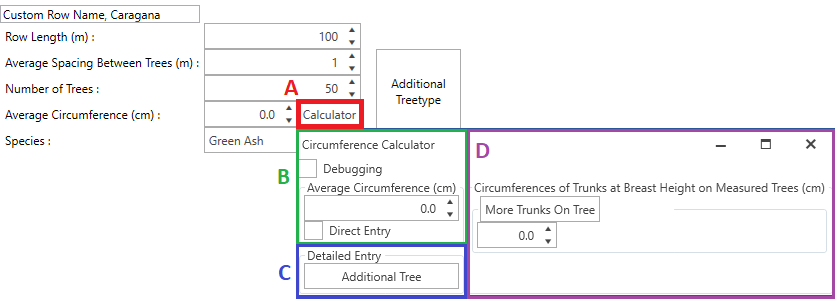 Custom Row Name, Caragana
Row Length (m) : 100
Average Spacing Between Trees (m) : 1
Number of Trees : 50
Average Circumference (cm) : 0.0 Calculator
Species : Green Ash
Additional
Treetype
A
B
Circumference Calculator
Debugging
Average Circumference (cm)
0.0
Direct Entry
C
Detailed Entry
Additional Tree
D
Circumferences of Trunks at Breast Height on Measured Trees (cm)
More Trunks On Tree
0.0